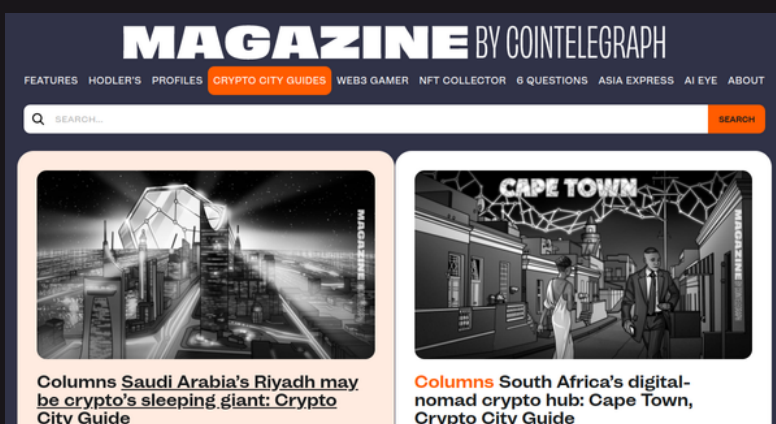 MAGAZINE BY COINTELEGRAPH
FEATURES HODLER'S PROFILES CRYPTO CITY GUIDES WEB3 GAMER NFT COLLECTOR 6 QUESTIONS ASIA EXPRESS AI EYE ABOUT
SEARCH... SEARCH
MAGAZINE
Columns Saudi Arabia's Riyadh may
be crypto's sleeping giant: Crypto
City Guide
CAPE TOWN
MAGAZINE
Columns South Africa's digital-
nomad crypto hub: Cape Town,
Crypto City Guide